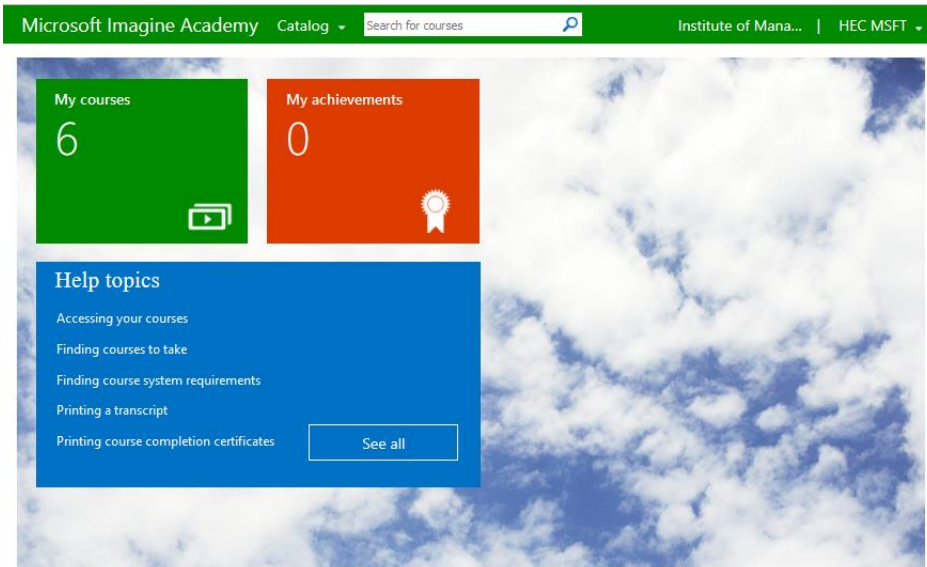 Microsoft Imagine Academy Catalog Search for courses Institute of Mana... | HEC MSFT
My courses
6
My achievements
0
Help topics
Accessing your courses
Finding courses to take
Finding course system requirements
Printing a transcript
Printing course completion certificates
See all